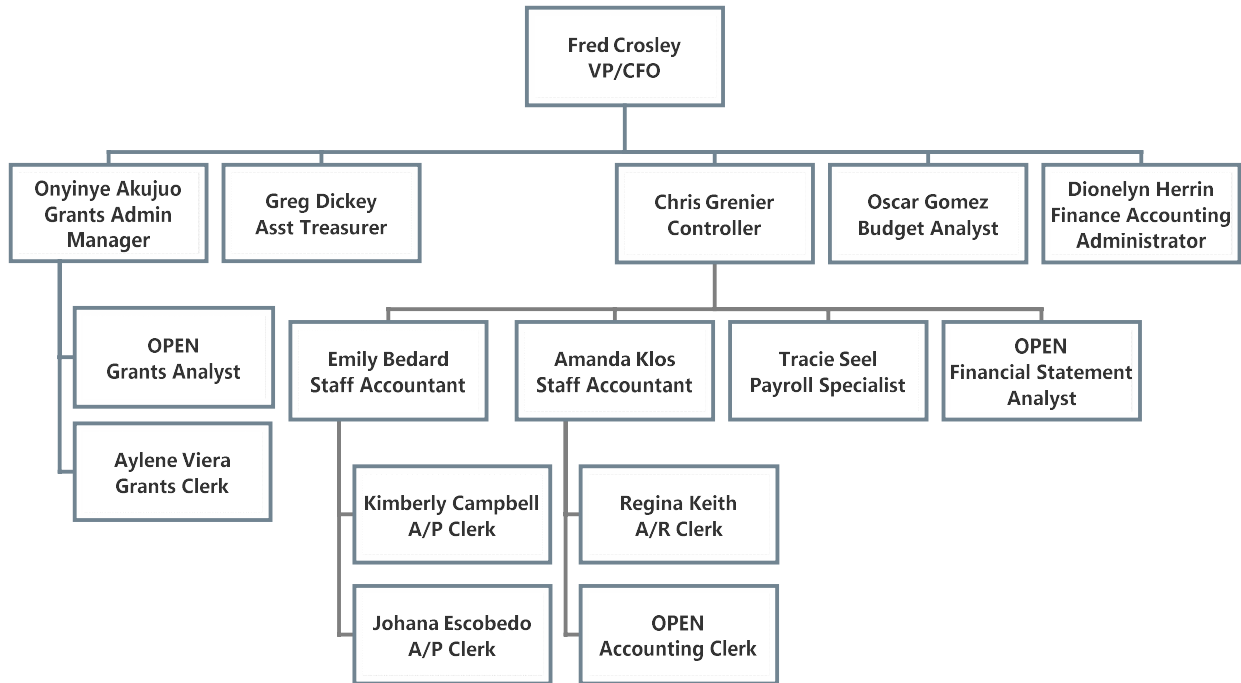 Fred Crosley
VP/CFO
Onyinye Akujuo
Grants Admin
Manager
Greg Dickey
Asst Treasurer
Chris Grenier
Controller
Oscar Gomez
Budget Analyst
Dionelyn Herrin
Finance Accounting
Administrator
OPEN
Grants Analyst
Aylene Viera
Grants Clerk
Emily Bedard
Staff Accountant
Amanda Klos
Staff Accountant
Tracie Seel
Payroll Specialist
OPEN
Financial Statement
Analyst
Kimberly Campbell
A/P Clerk
Regina Keith
A/R Clerk
Johana Escobedo
A/P Clerk
OPEN
Accounting Clerk